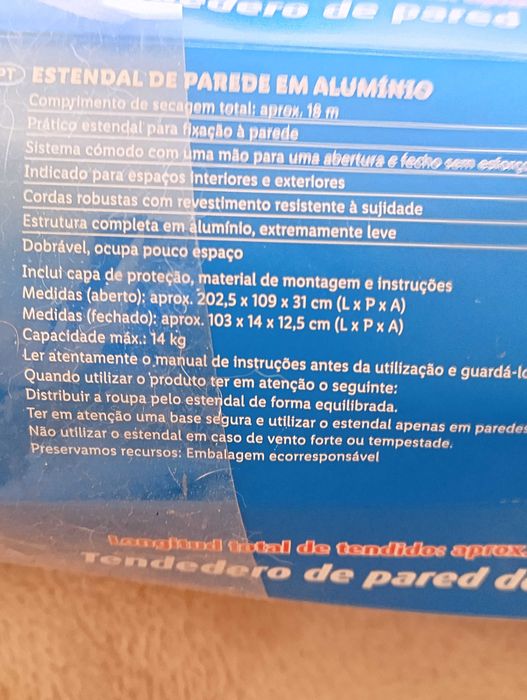 dero de pared
PT ESTENDAL DE PAREDE EM ALUMÍNIO
Comprimento de secagem total: aprox. 18 m
Prático estendal para fixação à parede
Sistema cómodo com uma mão para uma abertura e fecho sem esforço
Indicado para espaços interiores e exteriores
Cordas robustas com revestimento resistente à sujidade
Estrutura completa em alumínio, extremamente leve
Dobrável, ocupa pouco espaço
Inclui capa de proteção, material de montagem e instruções
Medidas (aberto): aprox. 202,5 x 109 x 31 cm (L x P x A)
Medidas (fechado): aprox. 103 x 14 x 12,5 cm (L x P x A)
Capacidade máx.: 14 kg
Ler atentamente o manual de instruções antes da utilização e guardá-lo
Quando utilizar o produto ter em atenção o seguinte:
Distribuir a roupa pelo estendal de forma equilibrada.
Ter em atenção uma base segura e utilizar o estendal apenas em paredes
Não utilizar o estendal em caso de vento forte ou tempestade.
Preservamos recursos: Embalagem ecorresponsável
Longitud total de tendido: aprox.
Tendedero de pared d